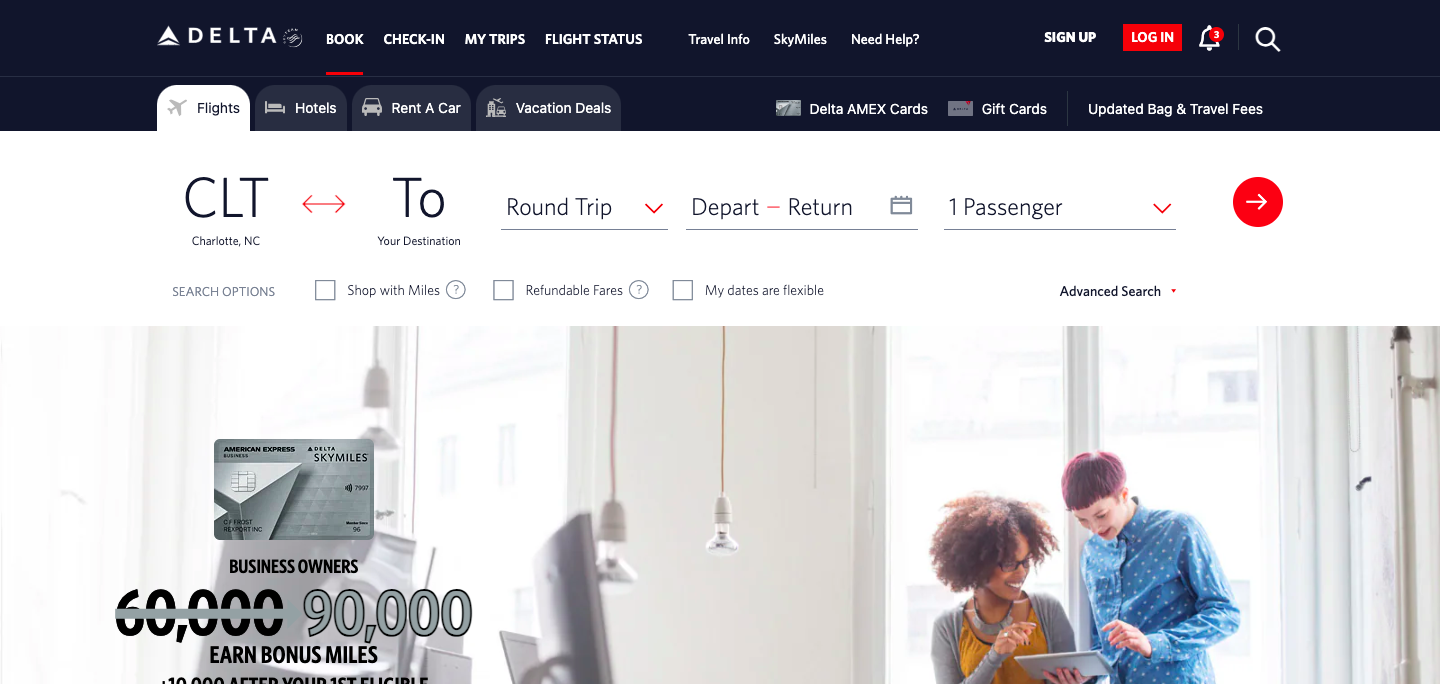 DELTA BOOK CHECK-IN MY TRIPS FLIGHT STATUS Travel Info SkyMiles Need Help? SIGN UP LOG IN 3
Flights Hotels Rent A Car Vacation Deals Delta AMEX Cards Gift Cards Updated Bag & Travel Fees
CLT To Round Trip Depart – Return 1 Passenger
Charlotte, NC Your Destination
SEARCH OPTIONS Shop with Miles ? Refundable Fares ? My dates are flexible Advanced Search
AMERICAN EXPRESS DELTA
BUSINESS SKYMILES
7997
C F FROST Member Since
REXPORT INC 96
BUSINESS OWNERS
60,000 90,000
EARN BONUS MILES
+10,000 AFTER YOUR 1ST ELIGIBLE